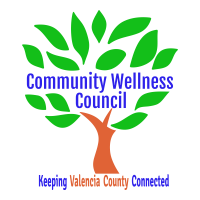 Community Wellness
Council
Keeping Valencia County Connected